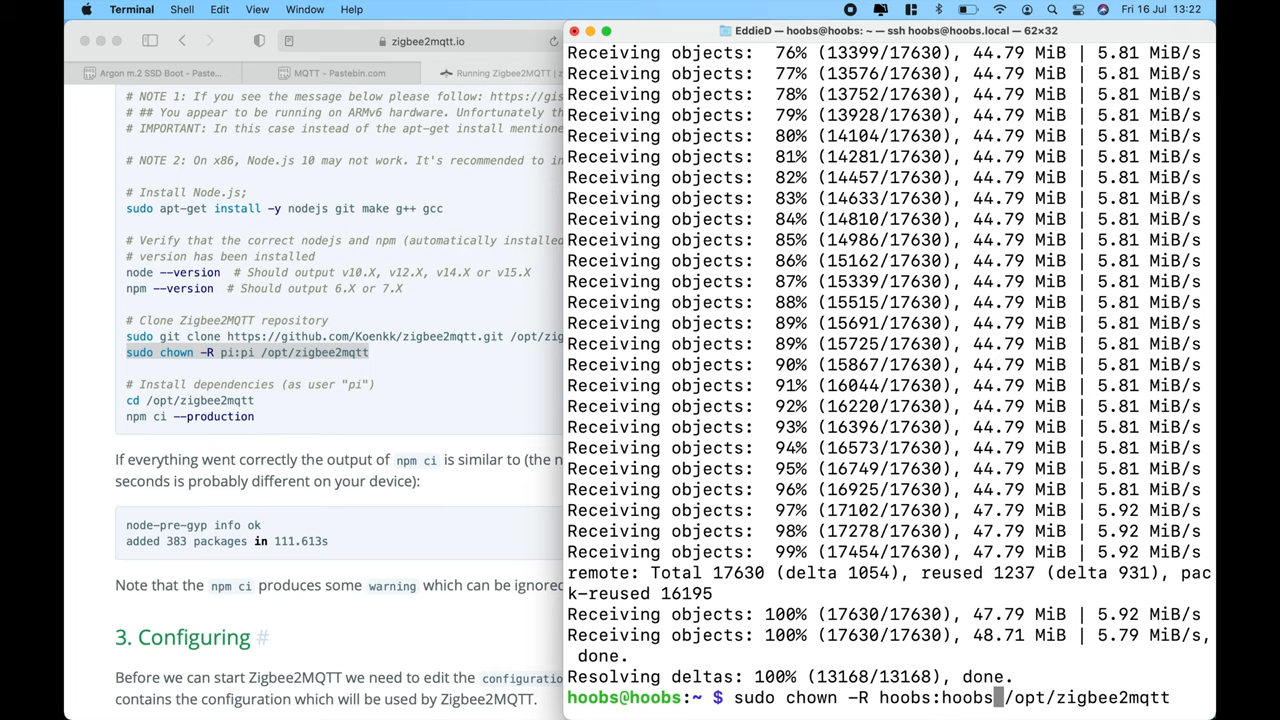 Terminal Shell Edit View Window Help Fri 16 Jul 13:22
zigbee2mqtt.io
Argon m.2 SSD Boot - Paste...
MQTT - Pastebin.com
Running Zigbee2MQTT | z
# NOTE 1: If you see the message below please follow: https://gis
# ## You appear to be running on ARMv6 hardware. Unfortunately th
# IMPORTANT: In this case instead of the apt-get install mentione
# NOTE 2: On x86, Node.js 10 may not work. It's recommended to in
# Install Node.js;
sudo apt-get install -y nodejs git make g++ gcc
# Verify that the correct nodejs and npm (automatically installed
# version has been installed
node --version # Should output v10.X, v12.X, v14.X or v15.X
npm --version # Should output 6.X or 7.X
# Clone Zigbee2MQTT repository
sudo git clone https://github.com/Koenkk/zigbee2mqtt.git /opt/zig
sudo chown -R pi:pi /opt/zigbee2mqtt
# Install dependencies (as user "pi")
cd /opt/zigbee2mqtt
npm ci --production
If everything went correctly the output of npm ci is similar to (the n
seconds is probably different on your device):
node-pre-gyp info ok
added 383 packages in 111.613s
Note that the npm ci produces some warning which can be ignored
3. Configuring #
Before we can start Zigbee2MQTT we need to edit the configuratio
contains the configuration which will be used by Zigbee2MQTT.
EddieD — hoobs@hoobs: ~ — ssh hoobs@hoobs.local — 62×32
Receiving objects: 76% (13399/17630), 44.79 MiB | 5.81 MiB/s
Receiving objects: 77% (13576/17630), 44.79 MiB | 5.81 MiB/s
Receiving objects: 78% (13752/17630), 44.79 MiB | 5.81 MiB/s
Receiving objects: 79% (13928/17630), 44.79 MiB | 5.81 MiB/s
Receiving objects: 80% (14104/17630), 44.79 MiB | 5.81 MiB/s
Receiving objects: 81% (14281/17630), 44.79 MiB | 5.81 MiB/s
Receiving objects: 82% (14457/17630), 44.79 MiB | 5.81 MiB/s
Receiving objects: 83% (14633/17630), 44.79 MiB | 5.81 MiB/s
Receiving objects: 84% (14810/17630), 44.79 MiB | 5.81 MiB/s
Receiving objects: 85% (14986/17630), 44.79 MiB | 5.81 MiB/s
Receiving objects: 86% (15162/17630), 44.79 MiB | 5.81 MiB/s
Receiving objects: 87% (15339/17630), 44.79 MiB | 5.81 MiB/s
Receiving objects: 88% (15515/17630), 44.79 MiB | 5.81 MiB/s
Receiving objects: 89% (15691/17630), 44.79 MiB | 5.81 MiB/s
Receiving objects: 89% (15725/17630), 44.79 MiB | 5.81 MiB/s
Receiving objects: 90% (15867/17630), 44.79 MiB | 5.81 MiB/s
Receiving objects: 91% (16044/17630), 44.79 MiB | 5.81 MiB/s
Receiving objects: 92% (16220/17630), 44.79 MiB | 5.81 MiB/s
Receiving objects: 93% (16396/17630), 44.79 MiB | 5.81 MiB/s
Receiving objects: 94% (16573/17630), 44.79 MiB | 5.81 MiB/s
Receiving objects: 95% (16749/17630), 44.79 MiB | 5.81 MiB/s
Receiving objects: 96% (16925/17630), 44.79 MiB | 5.81 MiB/s
Receiving objects: 97% (17102/17630), 47.79 MiB | 5.92 MiB/s
Receiving objects: 98% (17278/17630), 47.79 MiB | 5.92 MiB/s
Receiving objects: 99% (17454/17630), 47.79 MiB | 5.92 MiB/s
remote: Total 17630 (delta 1054), reused 1237 (delta 931), pac
k-reused 16195
Receiving objects: 100% (17630/17630), 47.79 MiB | 5.92 MiB/s
Receiving objects: 100% (17630/17630), 48.71 MiB | 5.79 MiB/s,
done.
Resolving deltas: 100% (13168/13168), done.
hoobs@hoobs:~ $ sudo chown -R hoobs:hoobs /opt/zigbee2mqtt